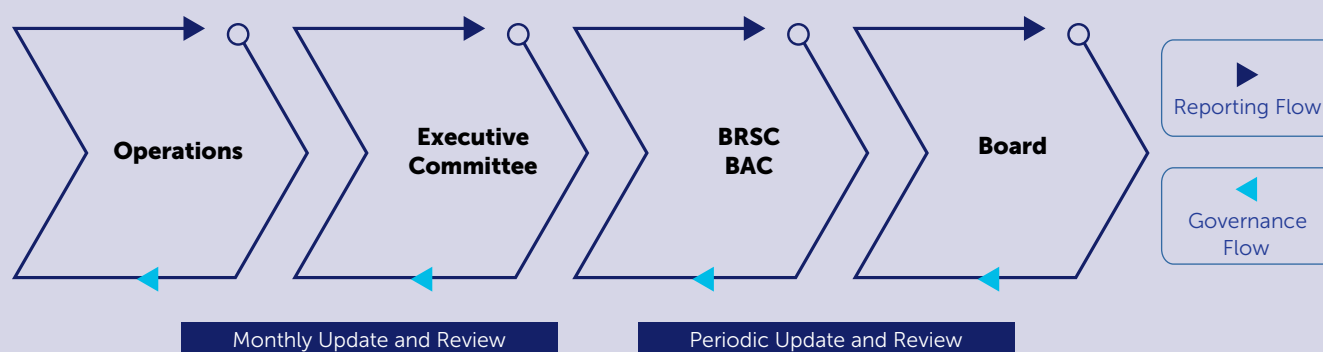 Operations
Executive
Committee
BRSC
BAC
Board
Reporting Flow
Governance
Flow
Monthly Update and Review
Periodic Update and Review